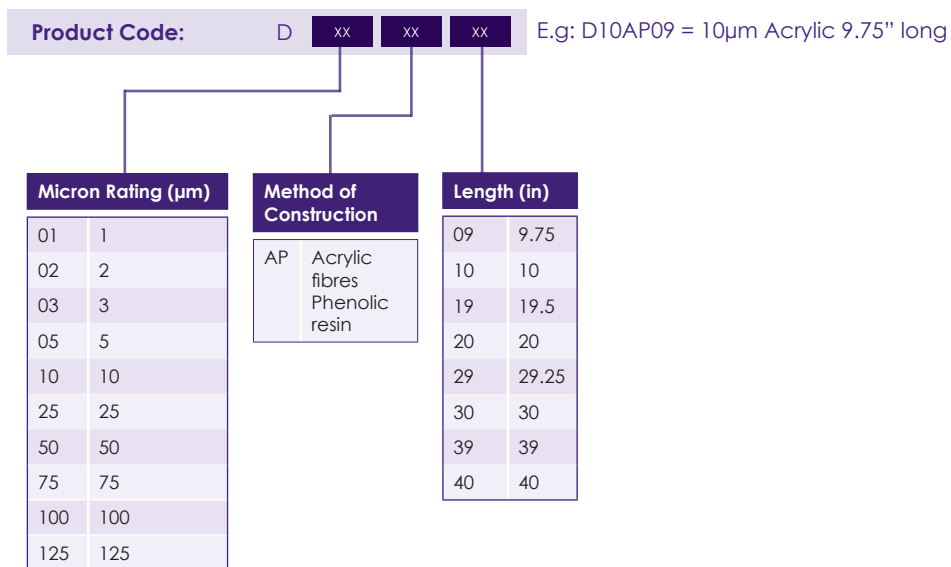 Product Code: D xx xx xx E.g: D10AP09 = 10µm Acrylic 9.75” long
Micron Rating (µm)
01 1
02 2
03 3
05 5
10 10
25 25
50 50
75 75
100 100
125 125
Method of
Construction
AP Acrylic
fibres
Phenolic
resin
Length (in)
09 9.75
10 10
19 19.5
20 20
29 29.25
30 30
39 39
40 40